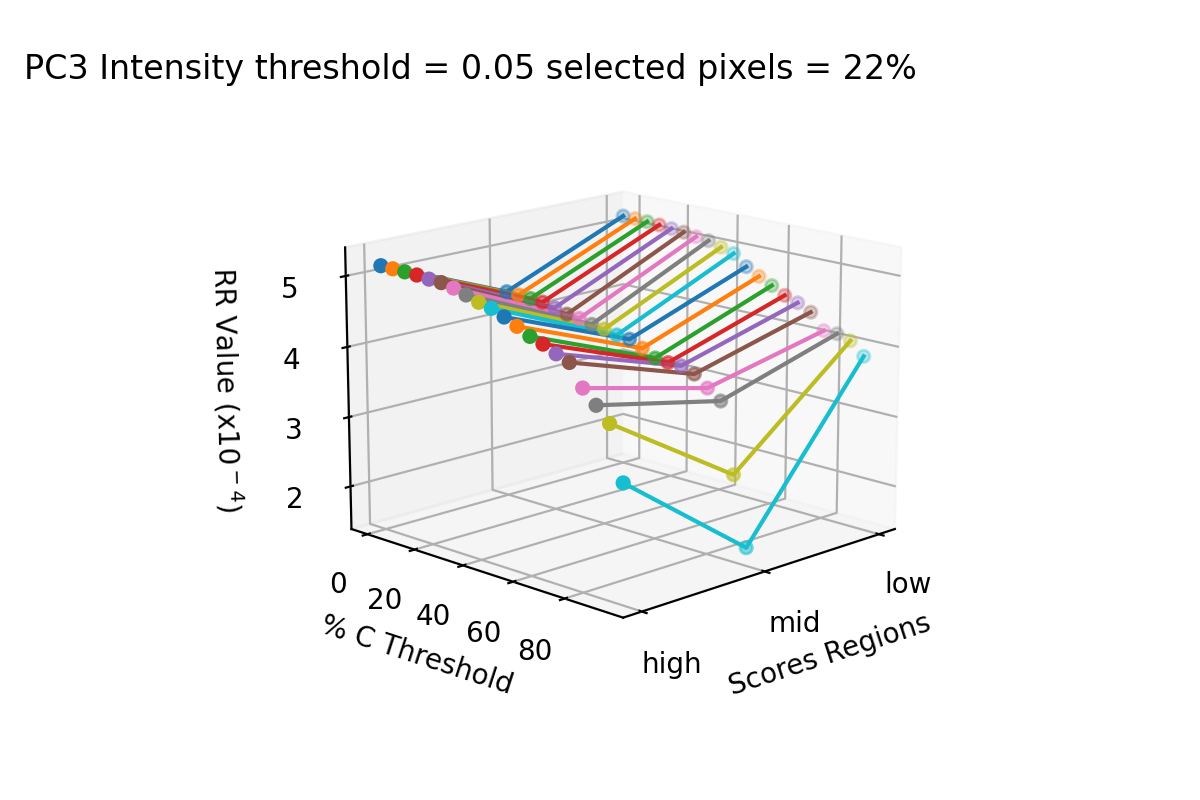 PC3 Intensity threshold = 0.05 selected pixels = 22%
RR Value (x10⁻⁴)
5
4
3
2
0
20
40
60
80
% C Threshold
high
mid
low
Scores Regions